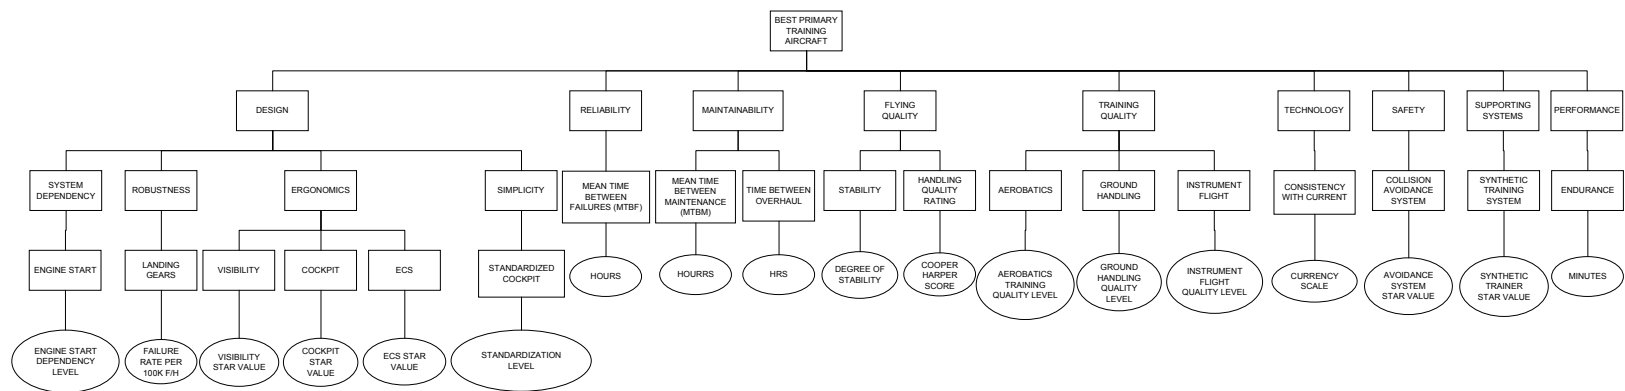 BEST PRIMARY
TRAINING
AIRCRAFT
DESIGN
RELIABILITY
MAINTAINABILITY
FLYING
QUALITY
TRAINING
QUALITY
TECHNOLOGY
SAFETY
SUPPORTING
SYSTEMS
PERFORMANCE
SYSTEM
DEPENDENCY
ROBUSTNESS
ERGONOMICS
SIMPLICITY
MEAN TIME
BETWEEN
FAILURES (MTBF)
MEAN TIME
BETWEEN
MAINTENANCE
(MTBM)
TIME BETWEEN
OVERHAUL
STABILITY
HANDLING
QUALITY
RATING
AEROBATICS
GROUND
HANDLING
INSTRUMENT
FLIGHT
CONSISTENCY
WITH CURRENT
COLLISION
AVOIDANCE
SYSTEM
SYNTHETIC
TRAINING
SYSTEM
ENDURANCE
ENGINE START
LANDING
GEARS
VISIBILITY
COCKPIT
ECS
STANDARDIZED
COCKPIT
HOURS
HOURRS
HRS
DEGREE OF
STABILITY
COOPER
HARPER
SCORE
AEROBATICS
TRAINING
QUALITY LEVEL
GROUND
HANDLING
QUALITY
LEVEL
INSTRUMENT
FLIGHT
QUALITY LEVEL
CURRENCY
SCALE
AVOIDANCE
SYSTEM
STAR VALUE
SYNTHETIC
TRAINER
STAR VALUE
MINUTES
ENGINE START
DEPENDENCY
LEVEL
FAILURE
RATE PER
100K F/H
VISIBILITY
STAR VALUE
COCKPIT
STAR
VALUE
ECS STAR
VALUE
STANDARDIZATION
LEVEL